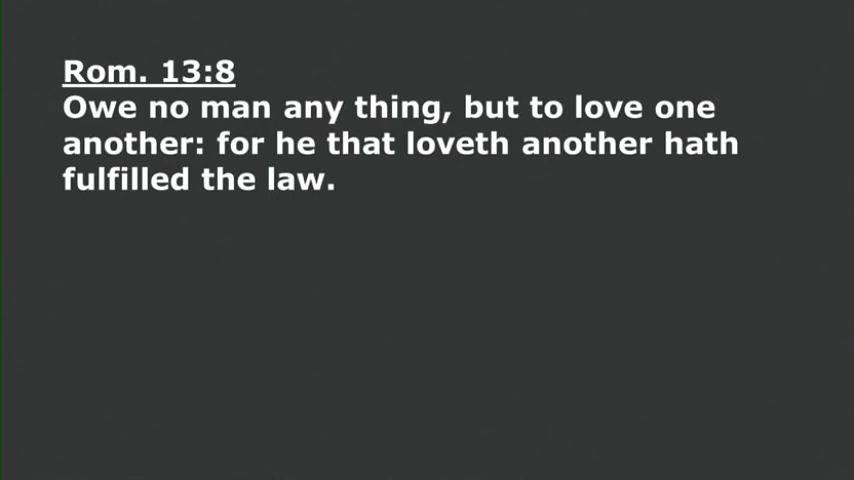 Rom. 13:8
Owe no man any thing, but to love one
another: for he that loveth another hath
fulfilled the law.